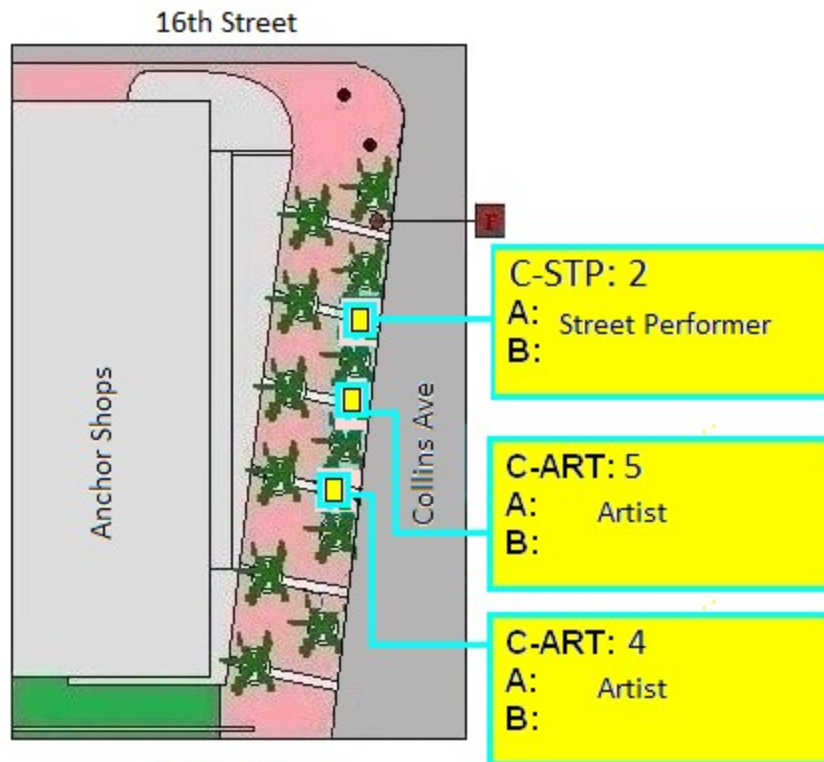 16th Street
Anchor Shops
Collins Ave
F
C-STP: 2
A: Street Performer
B:
C-ART: 5
A: Artist
B:
C-ART: 4
A: Artist
B: